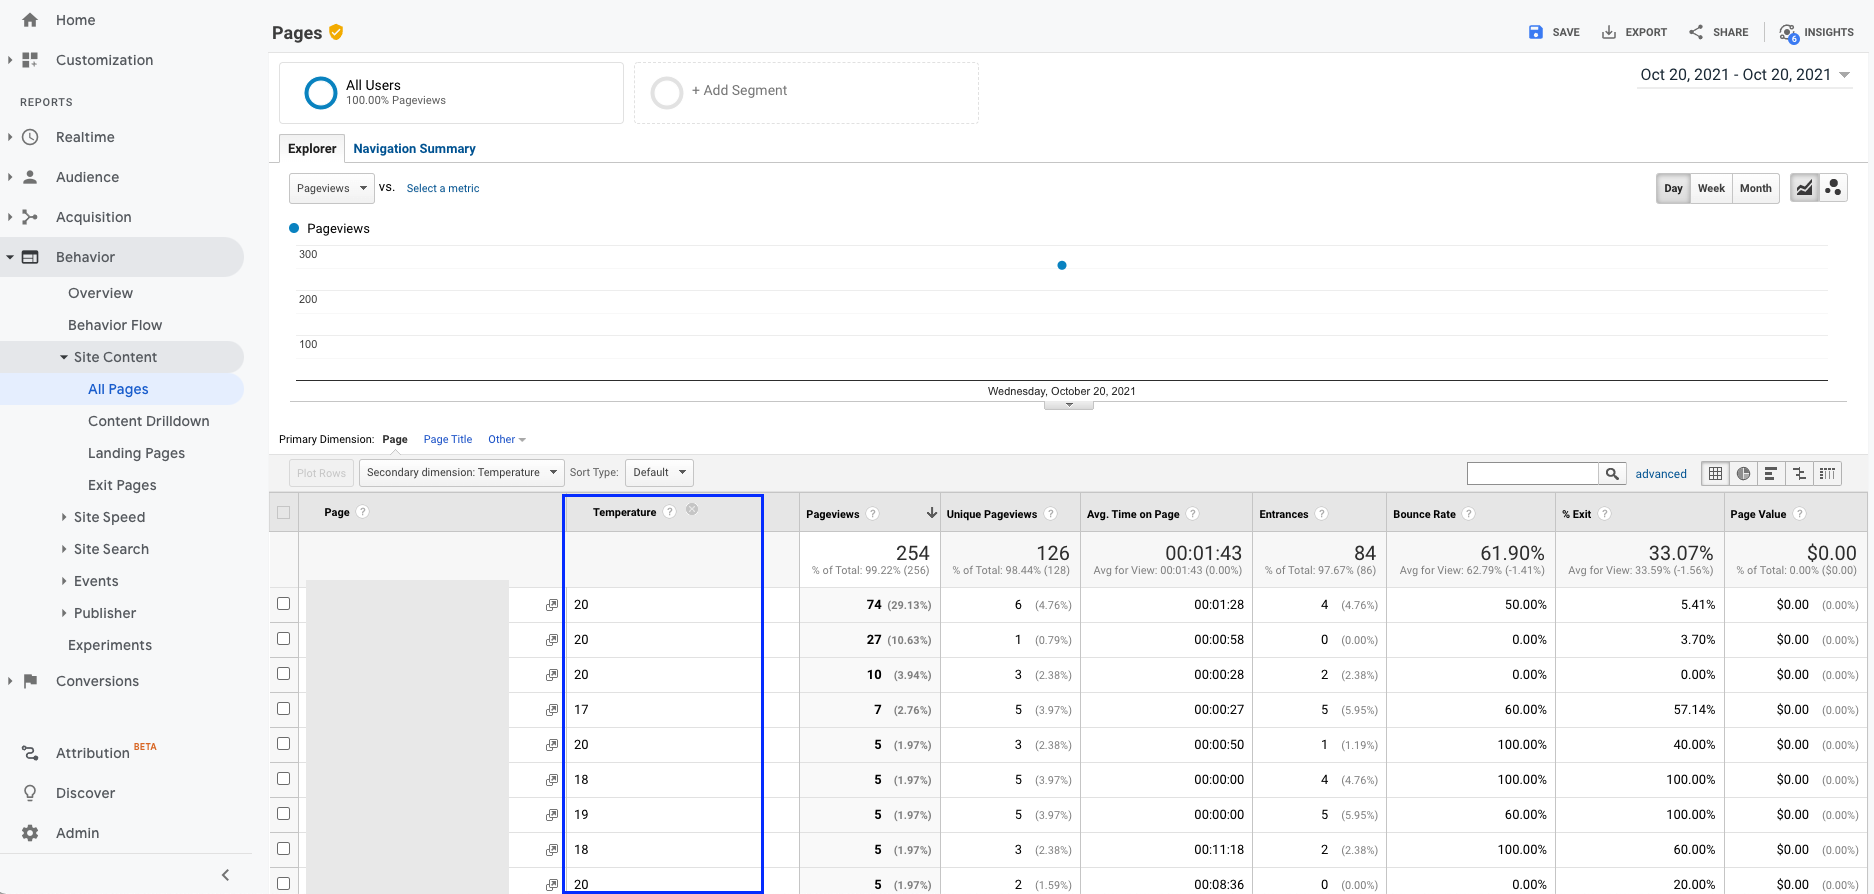 Home
Customization
REPORTS
Realtime
Audience
Acquisition
Behavior
Overview
Behavior Flow
Site Content
All Pages
Content Drilldown
Landing Pages
Exit Pages
Site Speed
Site Search
Events
Publisher
Experiments
Conversions
Attribution BETA
Discover
Admin
Pages
SAVE EXPORT SHARE 6 INSIGHTS
All Users
100.00% Pageviews
+ Add Segment
Oct 20, 2021 - Oct 20, 2021
Explorer Navigation Summary
Pageviews VS. Select a metric
Day Week Month
Pageviews
300
200
100
Wednesday, October 20, 2021
Primary Dimension: Page Page Title Other
Plot Rows Secondary dimension: Temperature Sort Type: Default advanced
Page ? Temperature ? Pageviews ? Unique Pageviews ? Avg. Time on Page ? Entrances ? Bounce Rate ? % Exit ? Page Value ?
254 126 00:01:43 84 61.90% 33.07% $0.00
% of Total: 99.22% (256) % of Total: 98.44% (128) Avg for View: 00:01:43 (0.00%) % of Total: 97.67% (86) Avg for View: 62.79% (-1.41%) Avg for View: 33.59% (-1.56%) % of Total: 0.00% ($0.00)
20 74 (29.13%) 6 (4.76%) 00:01:28 4 (4.76%) 50.00% 5.41% $0.00 (0.00%)
20 27 (10.63%) 1 (0.79%) 00:00:58 0 (0.00%) 0.00% 3.70% $0.00 (0.00%)
20 10 (3.94%) 3 (2.38%) 00:00:28 2 (2.38%) 0.00% 0.00% $0.00 (0.00%)
17 7 (2.76%) 5 (3.97%) 00:00:27 5 (5.95%) 60.00% 57.14% $0.00 (0.00%)
20 5 (1.97%) 3 (2.38%) 00:00:50 1 (1.19%) 100.00% 40.00% $0.00 (0.00%)
18 5 (1.97%) 5 (3.97%) 00:00:00 4 (4.76%) 100.00% 100.00% $0.00 (0.00%)
19 5 (1.97%) 5 (3.97%) 00:00:00 5 (5.95%) 60.00% 100.00% $0.00 (0.00%)
18 5 (1.97%) 3 (2.38%) 00:11:18 2 (2.38%) 100.00% 60.00% $0.00 (0.00%)
20 5 (1.97%) 2 (1.59%) 00:08:36 0 (0.00%) 0.00% 20.00% $0.00 (0.00%)